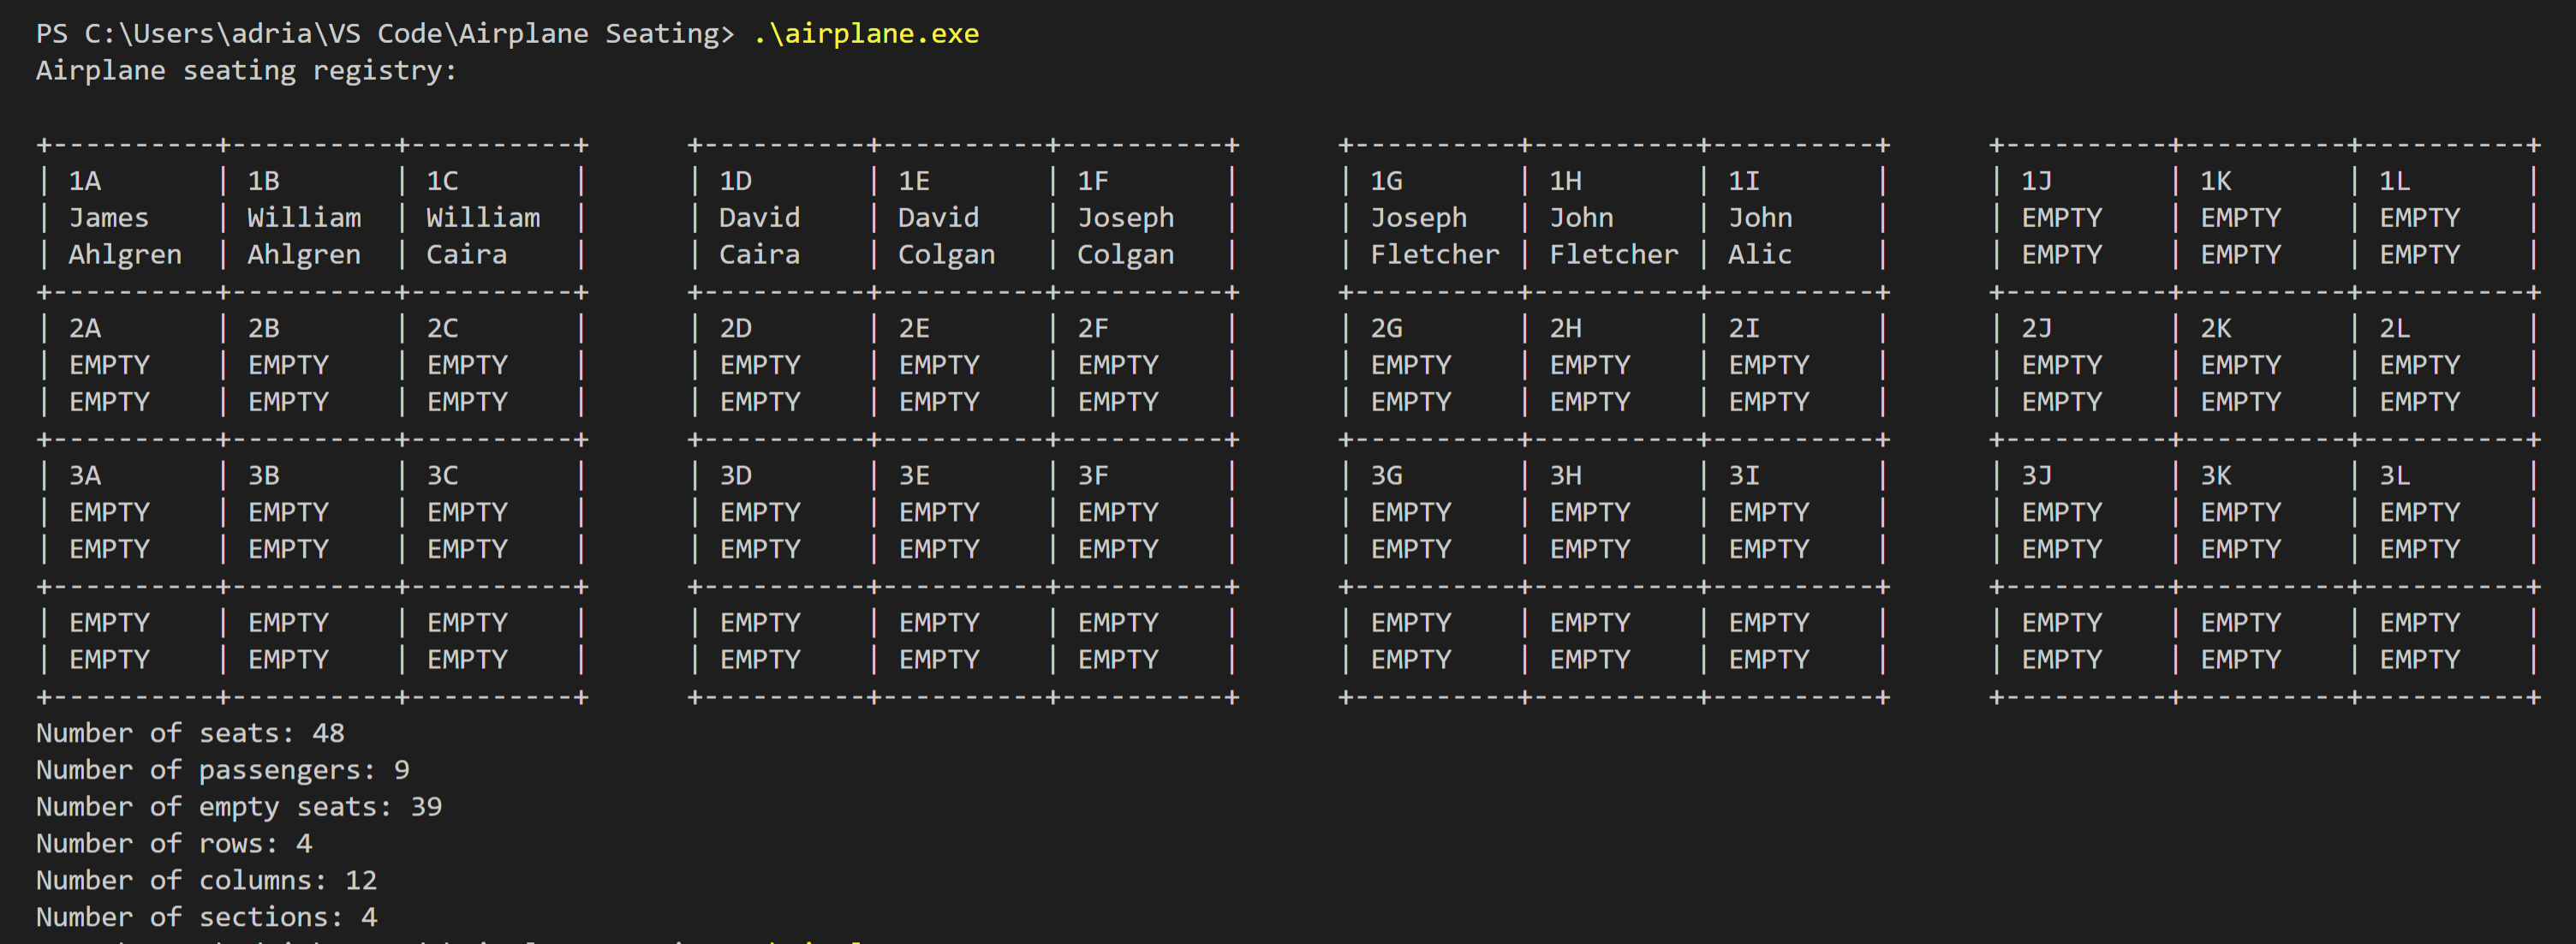 PS C:\Users\adria\VS Code\Airplane Seating> .\airplane.exe
Airplane seating registry:

+----------+----------+----------+      +----------+----------+----------+      +----------+----------+----------+      +----------+----------+----------+
| 1A       | 1B       | 1C       |      | 1D       | 1E       | 1F       |      | 1G       | 1H       | 1I       |      | 1J       | 1K       | 1L       |
| James    | William  | William  |      | David    | David    | Joseph   |      | Joseph   | John     | John     |      | EMPTY    | EMPTY    | EMPTY    |
| Ahlgren  | Ahlgren  | Caira    |      | Caira    | Colgan   | Colgan   |      | Fletcher | Fletcher | Alic     |      | EMPTY    | EMPTY    | EMPTY    |
+----------+----------+----------+      +----------+----------+----------+      +----------+----------+----------+      +----------+----------+----------+
| 2A       | 2B       | 2C       |      | 2D       | 2E       | 2F       |      | 2G       | 2H       | 2I       |      | 2J       | 2K       | 2L       |
| EMPTY    | EMPTY    | EMPTY    |      | EMPTY    | EMPTY    | EMPTY    |      | EMPTY    | EMPTY    | EMPTY    |      | EMPTY    | EMPTY    | EMPTY    |
| EMPTY    | EMPTY    | EMPTY    |      | EMPTY    | EMPTY    | EMPTY    |      | EMPTY    | EMPTY    | EMPTY    |      | EMPTY    | EMPTY    | EMPTY    |
+----------+----------+----------+      +----------+----------+----------+      +----------+----------+----------+      +----------+----------+----------+
| 3A       | 3B       | 3C       |      | 3D       | 3E       | 3F       |      | 3G       | 3H       | 3I       |      | 3J       | 3K       | 3L       |
| EMPTY    | EMPTY    | EMPTY    |      | EMPTY    | EMPTY    | EMPTY    |      | EMPTY    | EMPTY    | EMPTY    |      | EMPTY    | EMPTY    | EMPTY    |
| EMPTY    | EMPTY    | EMPTY    |      | EMPTY    | EMPTY    | EMPTY    |      | EMPTY    | EMPTY    | EMPTY    |      | EMPTY    | EMPTY    | EMPTY    |
+----------+----------+----------+      +----------+----------+----------+      +----------+----------+----------+      +----------+----------+----------+
| EMPTY    | EMPTY    | EMPTY    |      | EMPTY    | EMPTY    | EMPTY    |      | EMPTY    | EMPTY    | EMPTY    |      | EMPTY    | EMPTY    | EMPTY    |
| EMPTY    | EMPTY    | EMPTY    |      | EMPTY    | EMPTY    | EMPTY    |      | EMPTY    | EMPTY    | EMPTY    |      | EMPTY    | EMPTY    | EMPTY    |
+----------+----------+----------+      +----------+----------+----------+      +----------+----------+----------+      +----------+----------+----------+
Number of seats: 48
Number of passengers: 9
Number of empty seats: 39
Number of rows: 4
Number of columns: 12
Number of sections: 4